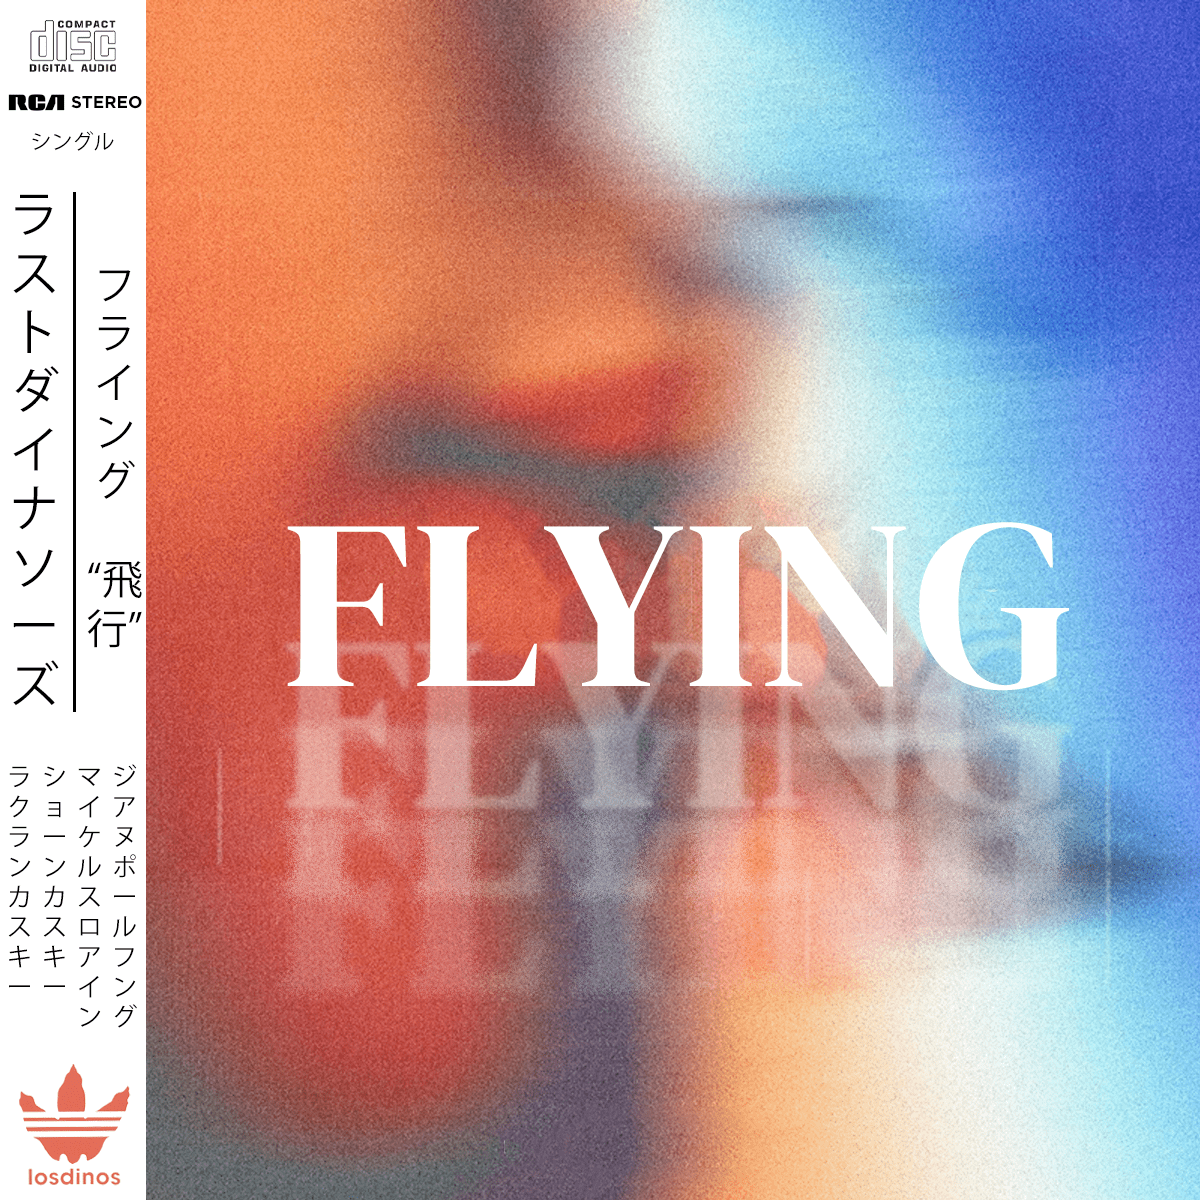 COMPACT
disc
DIGITAL AUDIO
RCA STEREO
シングル
フライング “飛行”
ラストダイナソーズ
ジアヌポールフング
マイケルスロアイン
ショーンカスキー
ラクランカスキー
losdinos
FLYING
FLYING
FLYING
FLYING